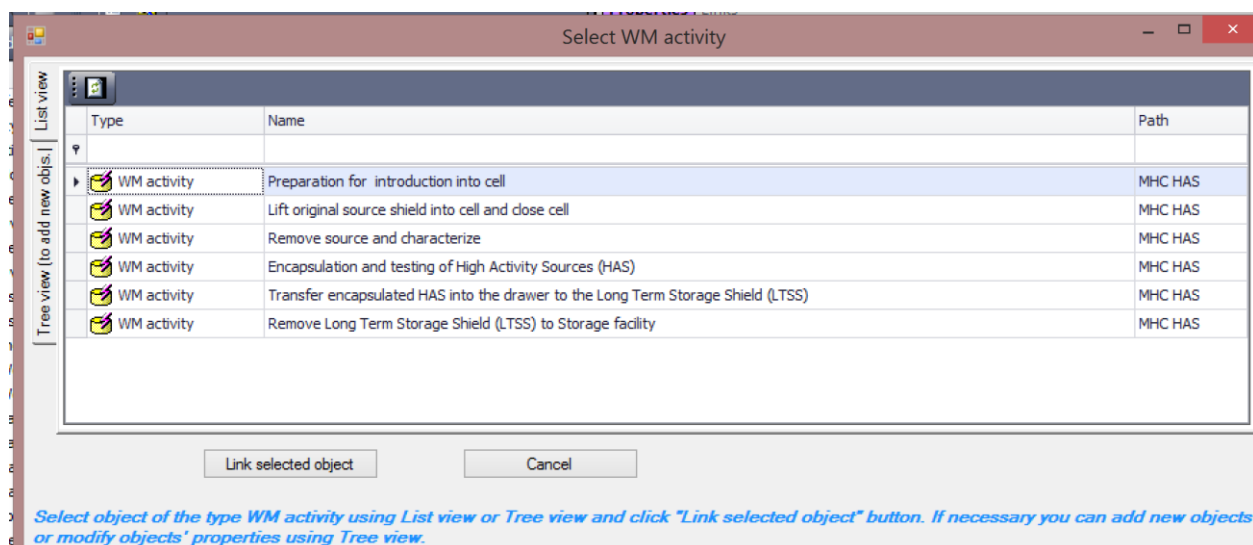 Select WM activity
List view
Tree view (to add new objs.)
Type Name Path
WM activity Preparation for introduction into cell MHC HAS
WM activity Lift original source shield into cell and close cell MHC HAS
WM activity Remove source and characterize MHC HAS
WM activity Encapsulation and testing of High Activity Sources (HAS) MHC HAS
WM activity Transfer encapsulated HAS into the drawer to the Long Term Storage Shield (LTSS) MHC HAS
WM activity Remove Long Term Storage Shield (LTSS) to Storage facility MHC HAS
Link selected object Cancel
Select object of the type WM activity using List view or Tree view and click "Link selected object" button. If necessary you can add new objects
or modify objects' properties using Tree view.